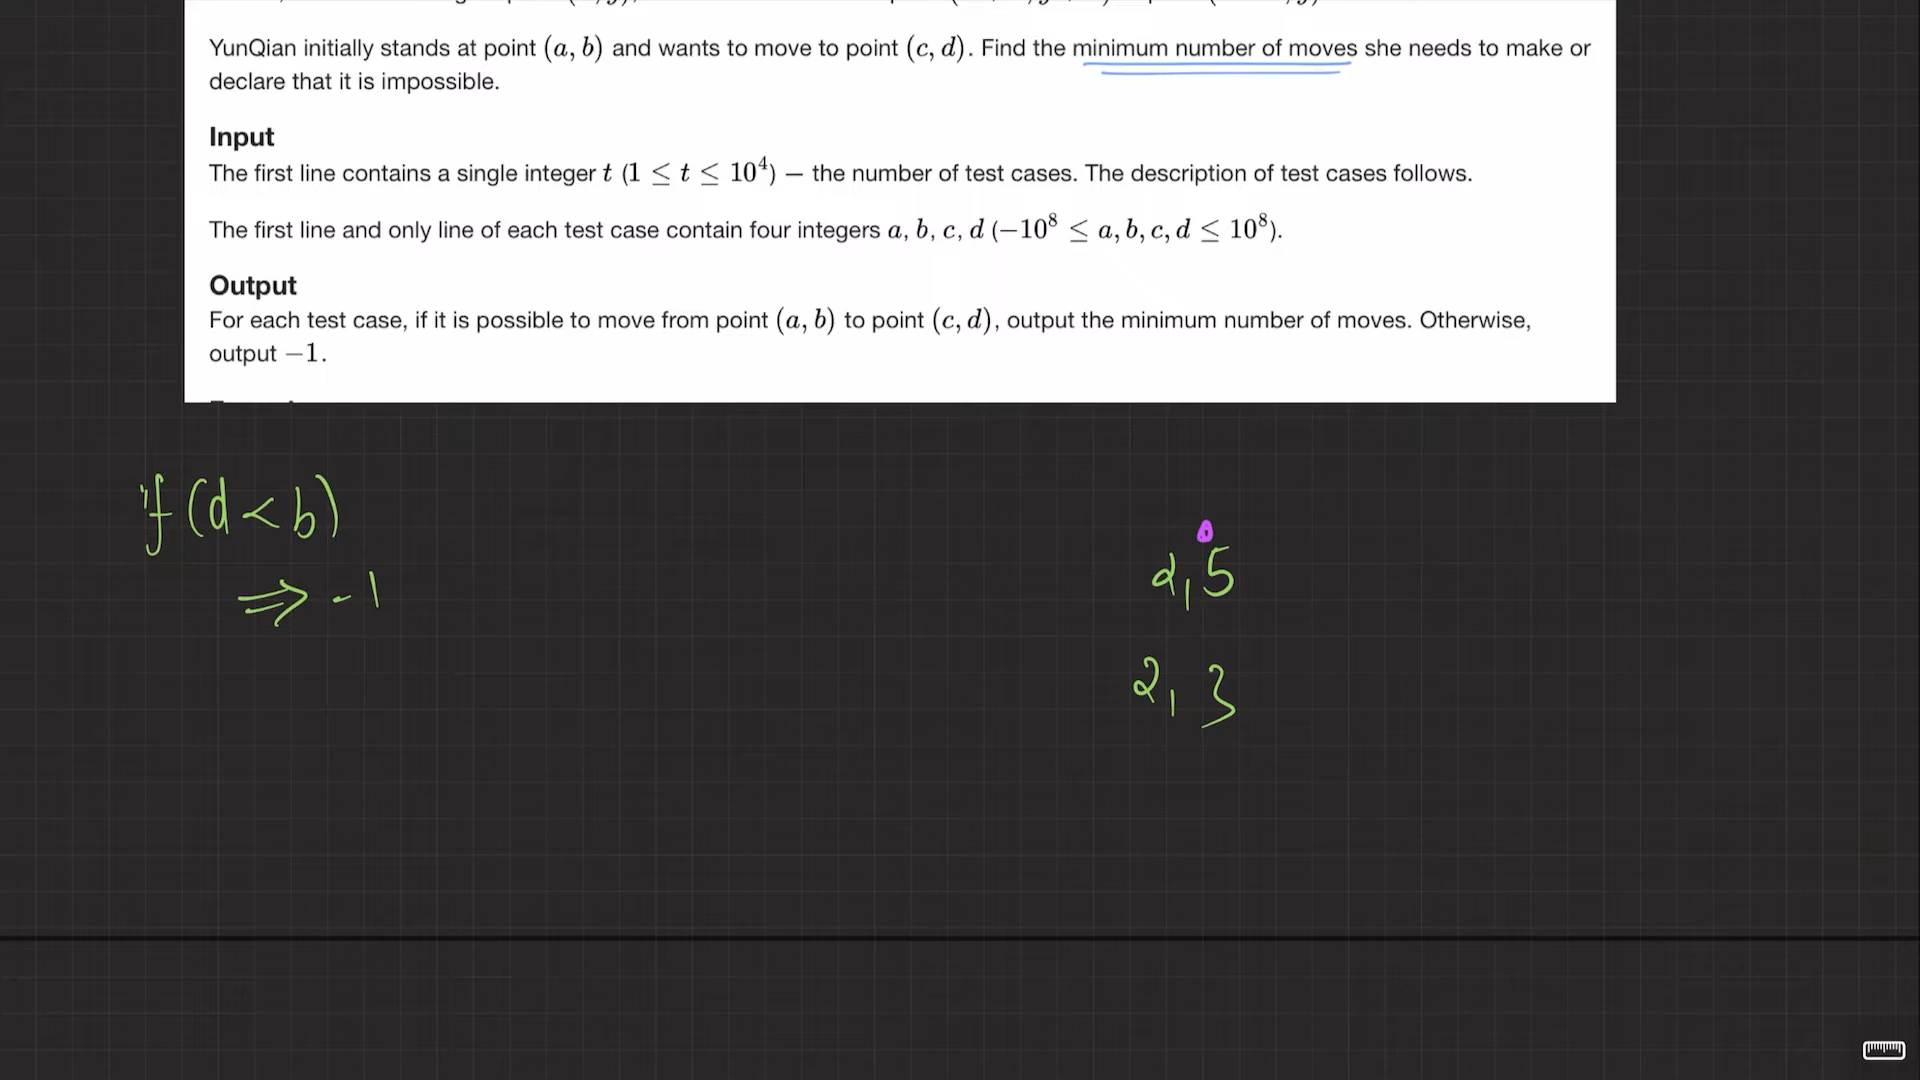 YunQian initially stands at point (a, b) and wants to move to point (c, d). Find the minimum number of moves she needs to make or
declare that it is impossible.
Input
The first line contains a single integer t (1 ≤ t ≤ 10⁴) – the number of test cases. The description of test cases follows.
The first line and only line of each test case contain four integers a, b, c, d (−10⁸ ≤ a, b, c, d ≤ 10⁸).
Output
For each test case, if it is possible to move from point (a, b) to point (c, d), output the minimum number of moves. Otherwise,
output −1.
if (d < b)
⇒ -1
2,5
2, 3